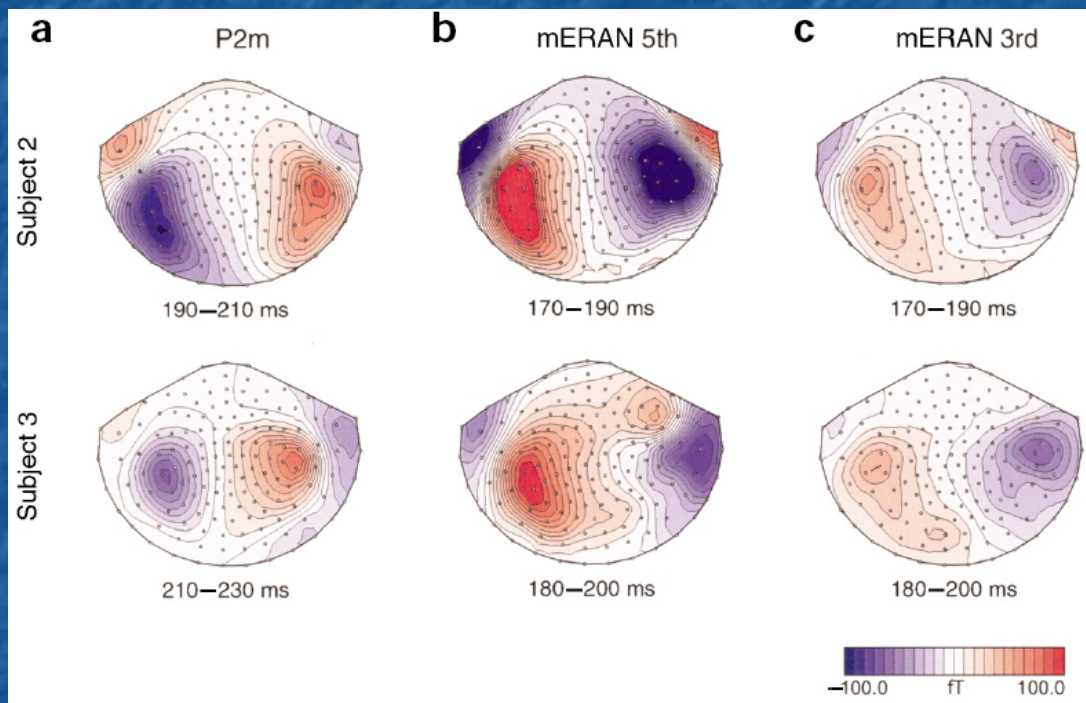 a
P2m
b
mERAN 5th
c
mERAN 3rd
Subject 2
190–210 ms
170–190 ms
170–190 ms
Subject 3
210–230 ms
180–200 ms
180–200 ms
–100.0
fT
100.0